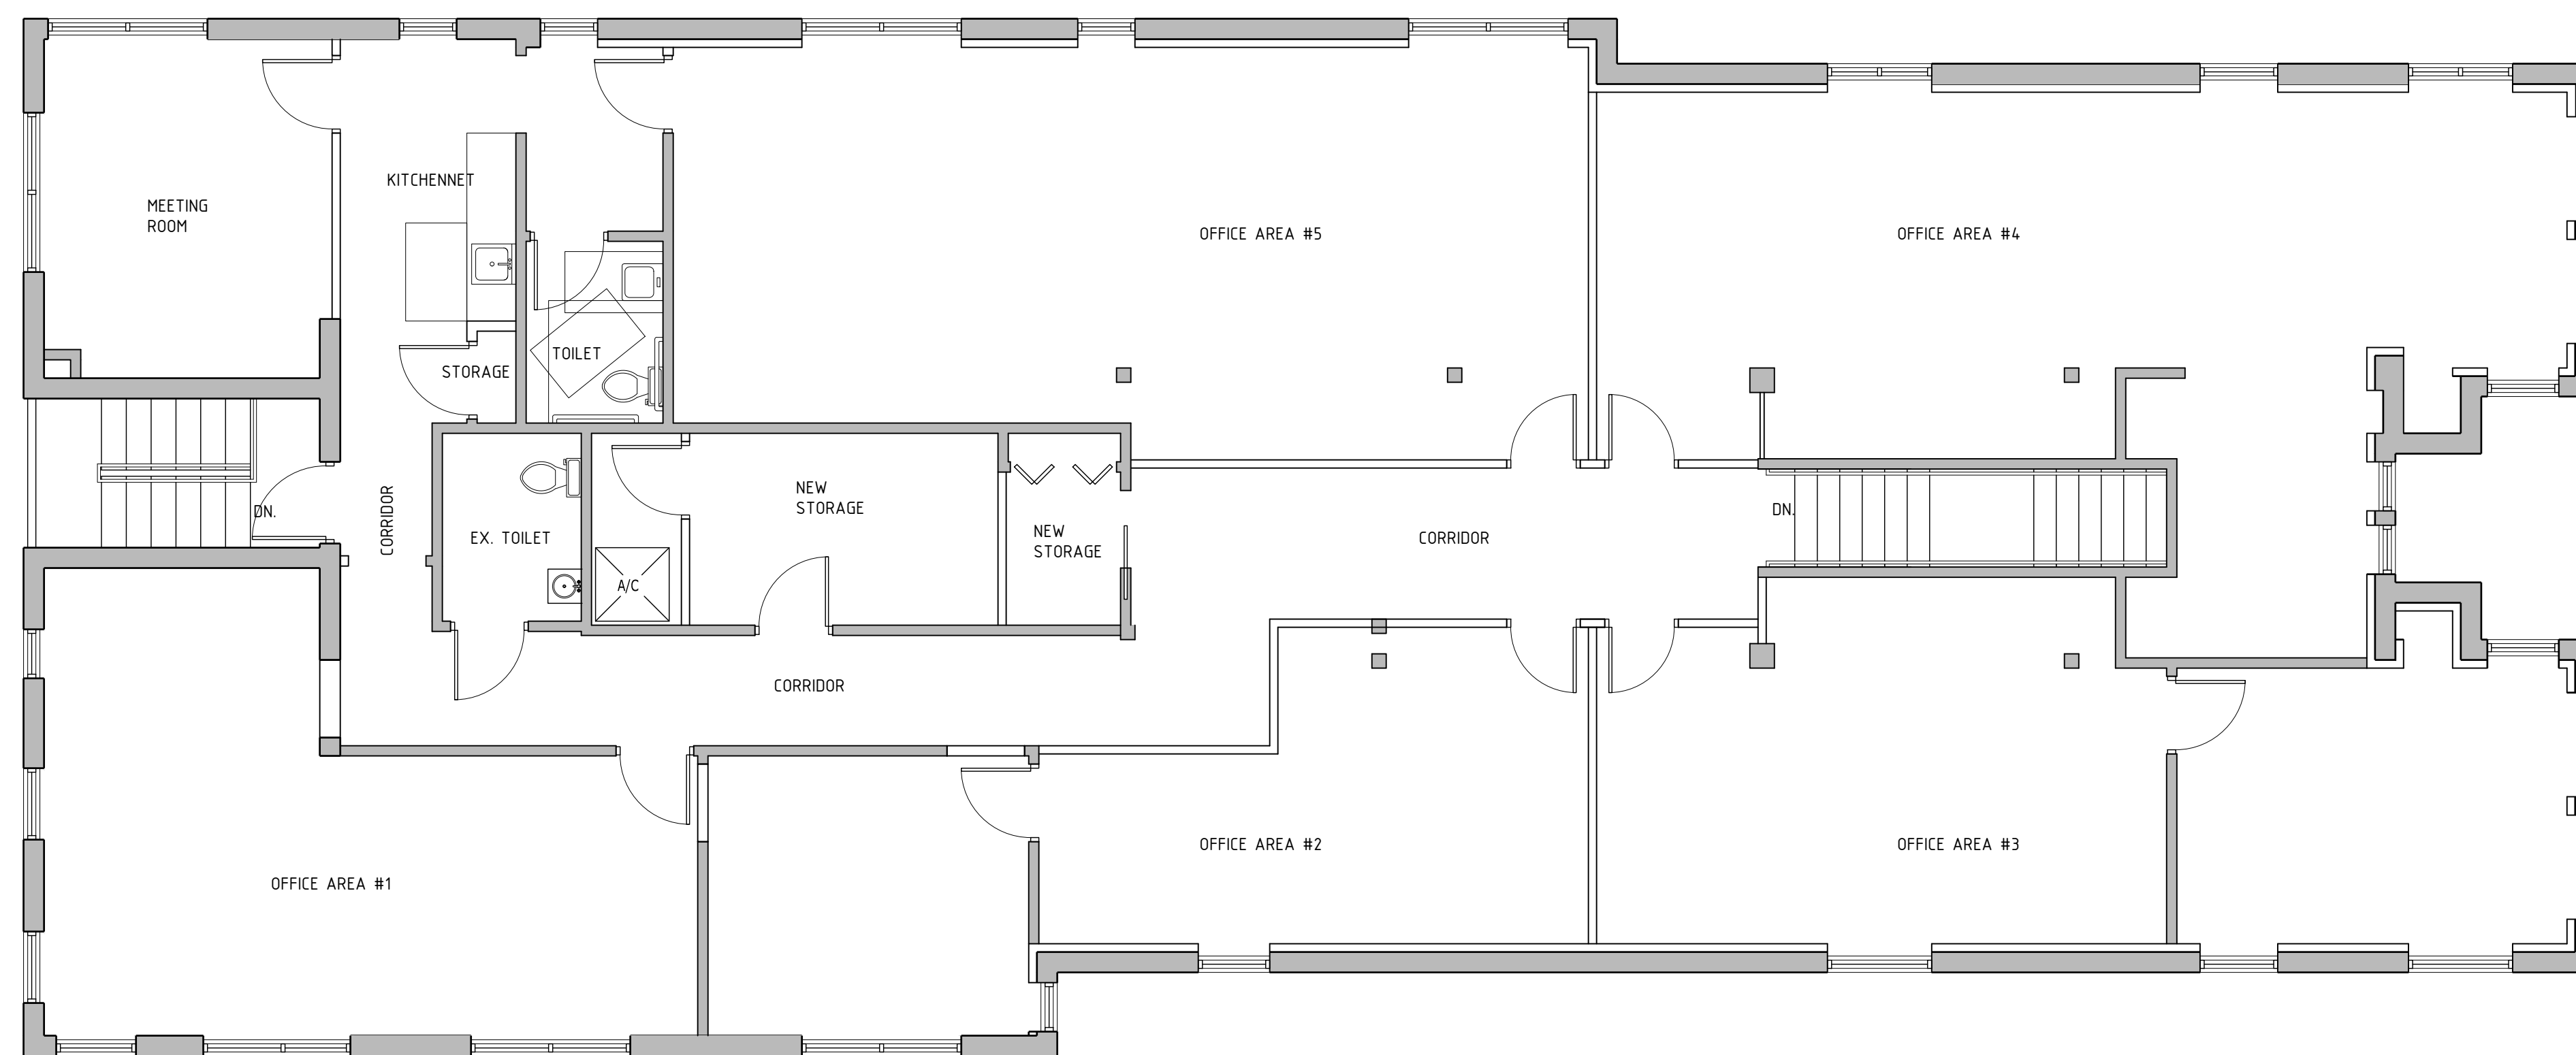 KITCHENNET
MEETING
ROOM
OFFICE AREA #5
OFFICE AREA #4
TOILET
STORAGE
NEW
STORAGE
DN.
CORRIDOR
EX. TOILET
NEW
STORAGE
CORRIDOR
DN.
A/C
CORRIDOR
OFFICE AREA #2
OFFICE AREA #3
OFFICE AREA #1